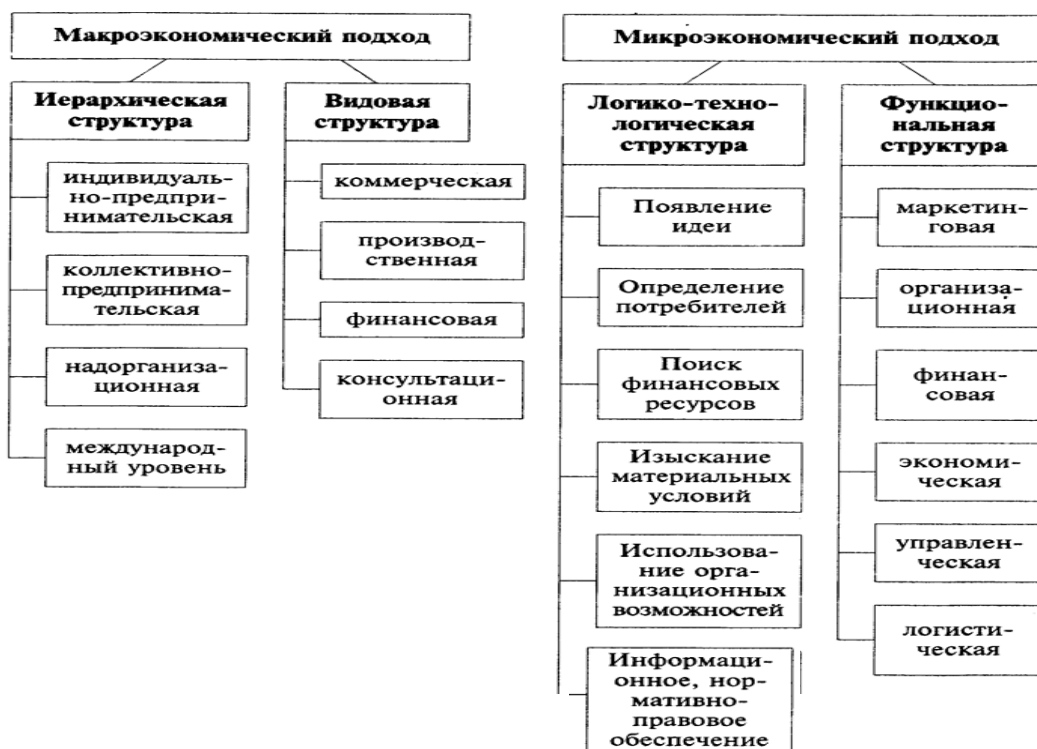 Макроэкономический подход
Иерархическая
структура
индивидуаль-
но-предпри-
нимательская
коллективно-
предпринима-
тельская
надорганиза-
ционная
международ-
ный уровень
Видовая
структура
коммерческая
производ-
ственная
финансовая
консультаци-
онная
Микроэкономический подход
Логико-техно-
логическая
структура
Появление
идеи
Определение
потребителей
Поиск
финансовых
ресурсов
Изыскание
материальных
условий
Использова-
ние орга-
низационных
возможностей
Информаци-
онное, нор-
мативно-
правовое
обеспечение
Функцио-
нальная
структура
маркетин-
говая
организа-
ционная
финан-
совая
экономи-
ческая
управлен-
ческая
логисти-
ческая